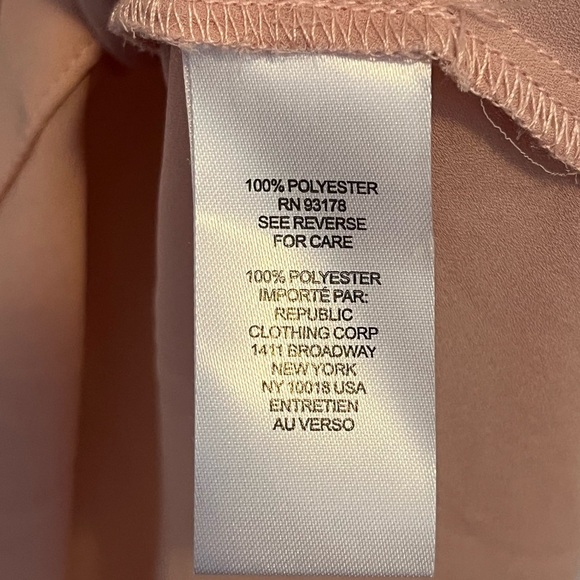 100% POLYESTER
RN 93178
SEE REVERSE
FOR CARE
100% POLYESTER
IMPORTÉ PAR:
REPUBLIC
CLOTHING CORP
1411 BROADWAY
NEW YORK
NY 10018 USA
ENTRETIEN
AU VERSO